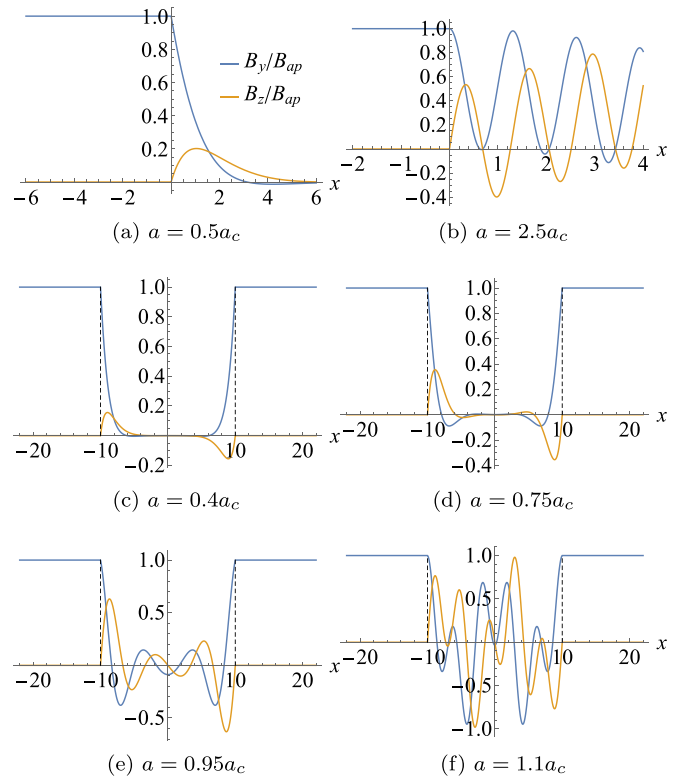 1.0
0.8
0.6
0.4
0.2
B_y/B_ap
B_z/B_ap
-6 -4 -2 2 4 6 x
(a) a = 0.5a_c
1.0
0.8
0.6
0.4
0.2
-0.2
-0.4
-2 -1 1 2 3 4 x
(b) a = 2.5a_c
1.0
0.8
0.6
0.4
0.2
-0.2
-20 -10 10 20 x
(c) a = 0.4a_c
1.0
0.8
0.6
0.4
0.2
-0.2
-0.4
-20 -10 10 20 x
(d) a = 0.75a_c
1.0
0.5
-0.5
-20 -10 10 20 x
(e) a = 0.95a_c
1.0
0.5
-0.5
-1.0
-20 -10 10 20 x
(f) a = 1.1a_c